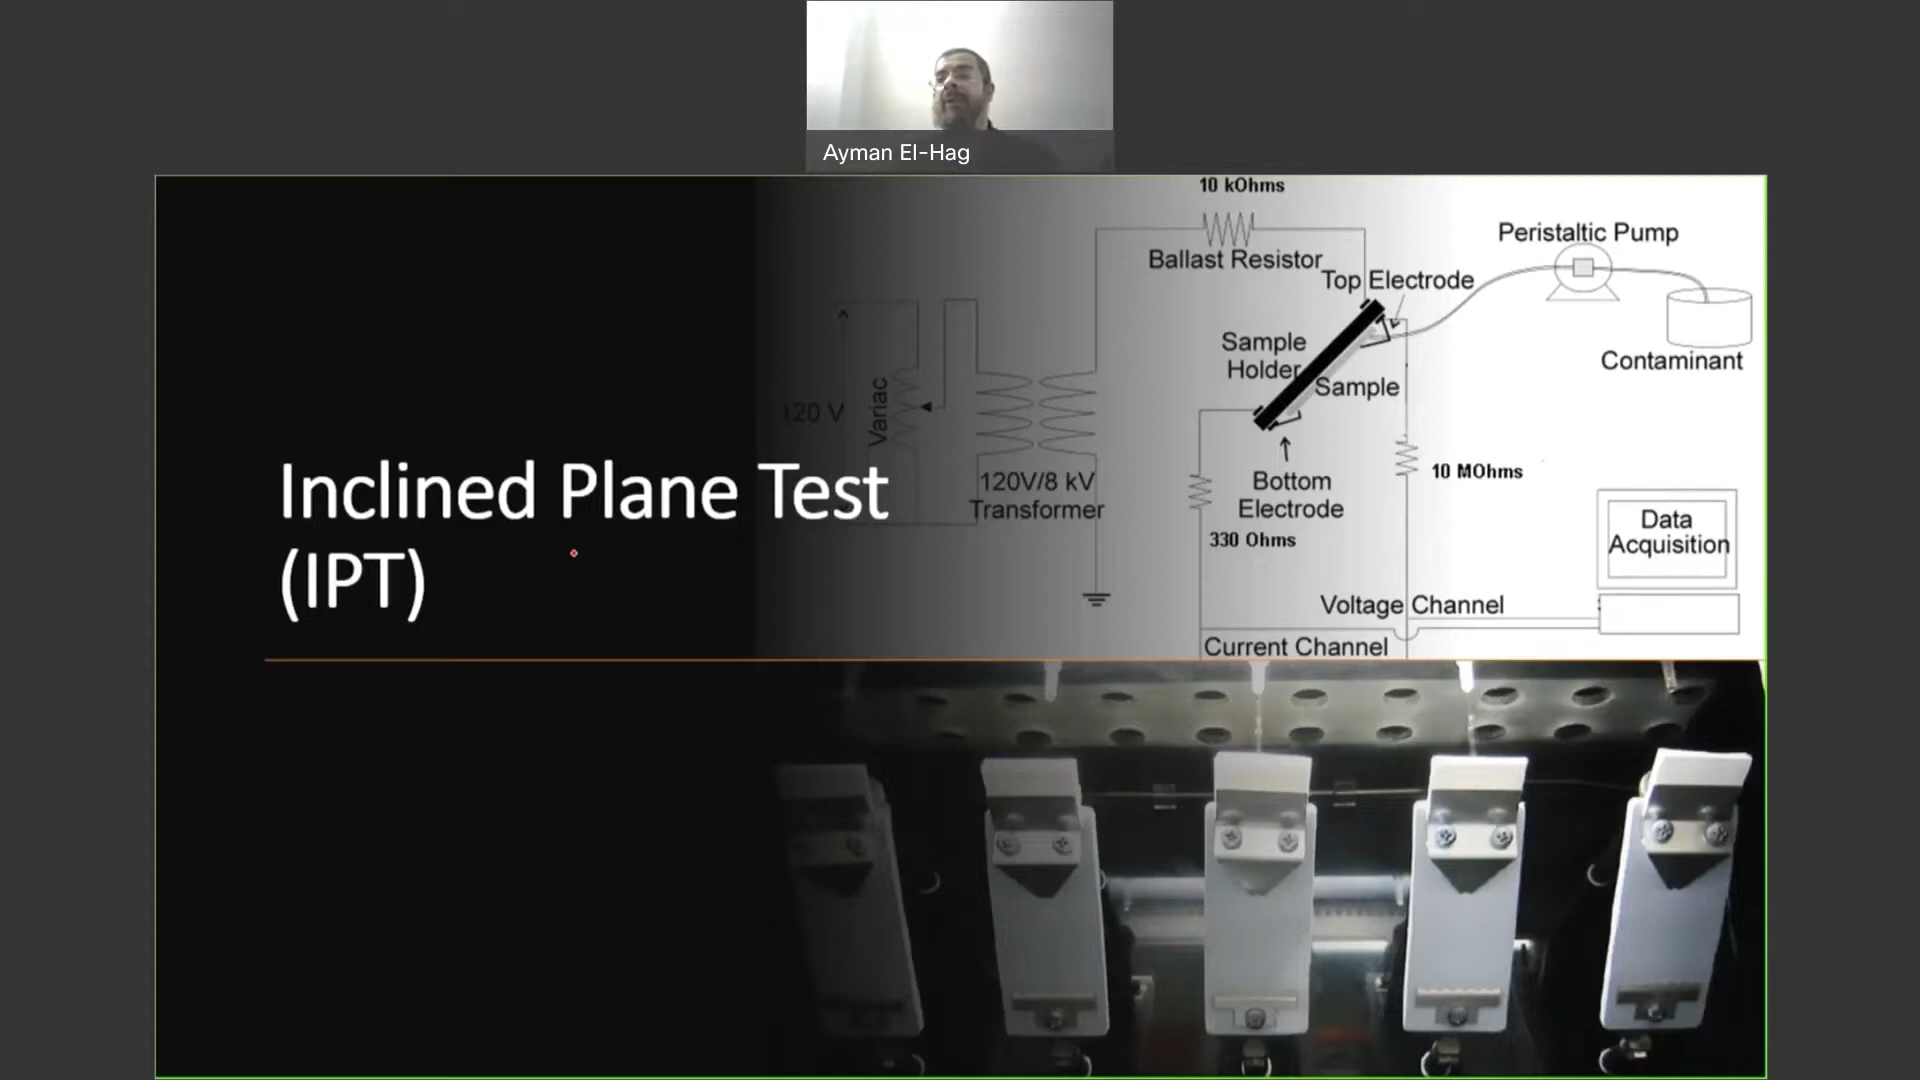 Ayman El-Hag
10 kOhms
Ballast Resistor
Peristaltic Pump
Top Electrode
Contaminant
Sample
Holder
Sample
120 V
Variac
120V/8 kV
Transformer
Bottom
Electrode
10 MOhms
330 Ohms
Data
Acquisition
Voltage Channel
Current Channel
Inclined Plane Test
(IPT)